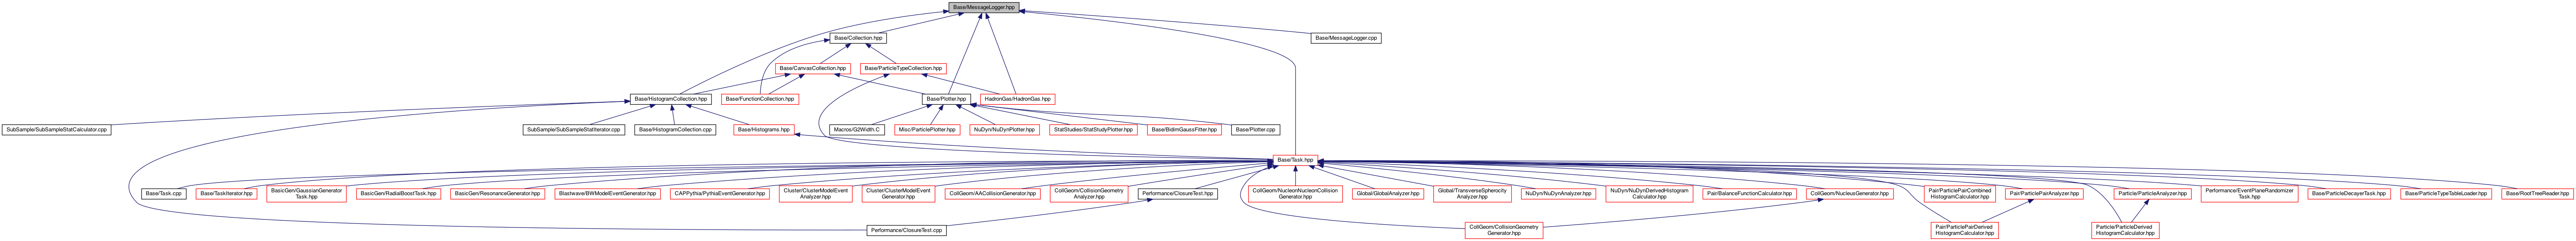 Base/MessageLogger.hpp
Base/Collection.hpp
Base/MessageLogger.cpp
Base/CanvasCollection.hpp
Base/ParticleTypeCollection.hpp
Base/HistogramCollection.hpp
Base/FunctionCollection.hpp
Base/Plotter.hpp
HadronGas/HadronGas.hpp
SubSample/SubSampleStatCalculator.cpp
SubSample/SubSampleStatIterator.cpp
Base/HistogramCollection.cpp
Base/Histograms.hpp
Macros/G2Width.C
Misc/ParticlePlotter.hpp
NuDyn/NuDynPlotter.hpp
StatStudies/StatStudyPlotter.hpp
Base/BidimGaussFitter.hpp
Base/Plotter.cpp
Base/Task.hpp
Base/Task.cpp
Base/TaskIterator.hpp
BasicGen/GaussianGenerator
Task.hpp
BasicGen/RadialBoostTask.hpp
BasicGen/ResonanceGenerator.hpp
Blastwave/BWModelEventGenerator.hpp
CAPPythia/PythiaEventGenerator.hpp
Cluster/ClusterModelEvent
Analyzer.hpp
Cluster/ClusterModelEvent
Generator.hpp
CollGeom/AACollisionGenerator.hpp
CollGeom/CollisionGeometry
Analyzer.hpp
Performance/ClosureTest.hpp
CollGeom/NucleonNucleonCollision
Generator.hpp
Global/GlobalAnalyzer.hpp
Global/TransverseSpherocity
Analyzer.hpp
NuDyn/NuDynAnalyzer.hpp
NuDyn/NuDynDerivedHistogram
Calculator.hpp
Pair/BalanceFunctionCalculator.hpp
CollGeom/NucleusGenerator.hpp
Pair/ParticlePairCombined
HistogramCalculator.hpp
Pair/ParticlePairAnalyzer.hpp
Particle/ParticleAnalyzer.hpp
Performance/EventPlaneRandomizer
Task.hpp
Base/ParticleDecayerTask.hpp
Base/ParticleTypeTableLoader.hpp
Base/RootTreeReader.hpp
Performance/ClosureTest.cpp
CollGeom/CollisionGeometry
Generator.hpp
Pair/ParticlePairDerived
HistogramCalculator.hpp
Particle/ParticleDerived
HistogramCalculator.hpp